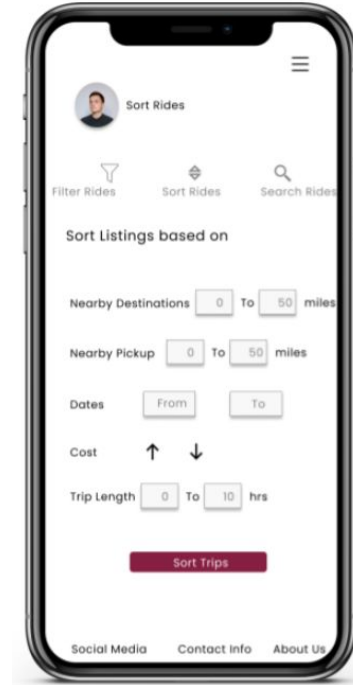 Sort Rides
Filter Rides Sort Rides Search Rides
Sort Listings based on
Nearby Destinations 0 To 50 miles
Nearby Pickup 0 To 50 miles
Dates From To
Cost ↑ ↓
Trip Length 0 To 10 hrs
Sort Trips
Social Media Contact Info About Us